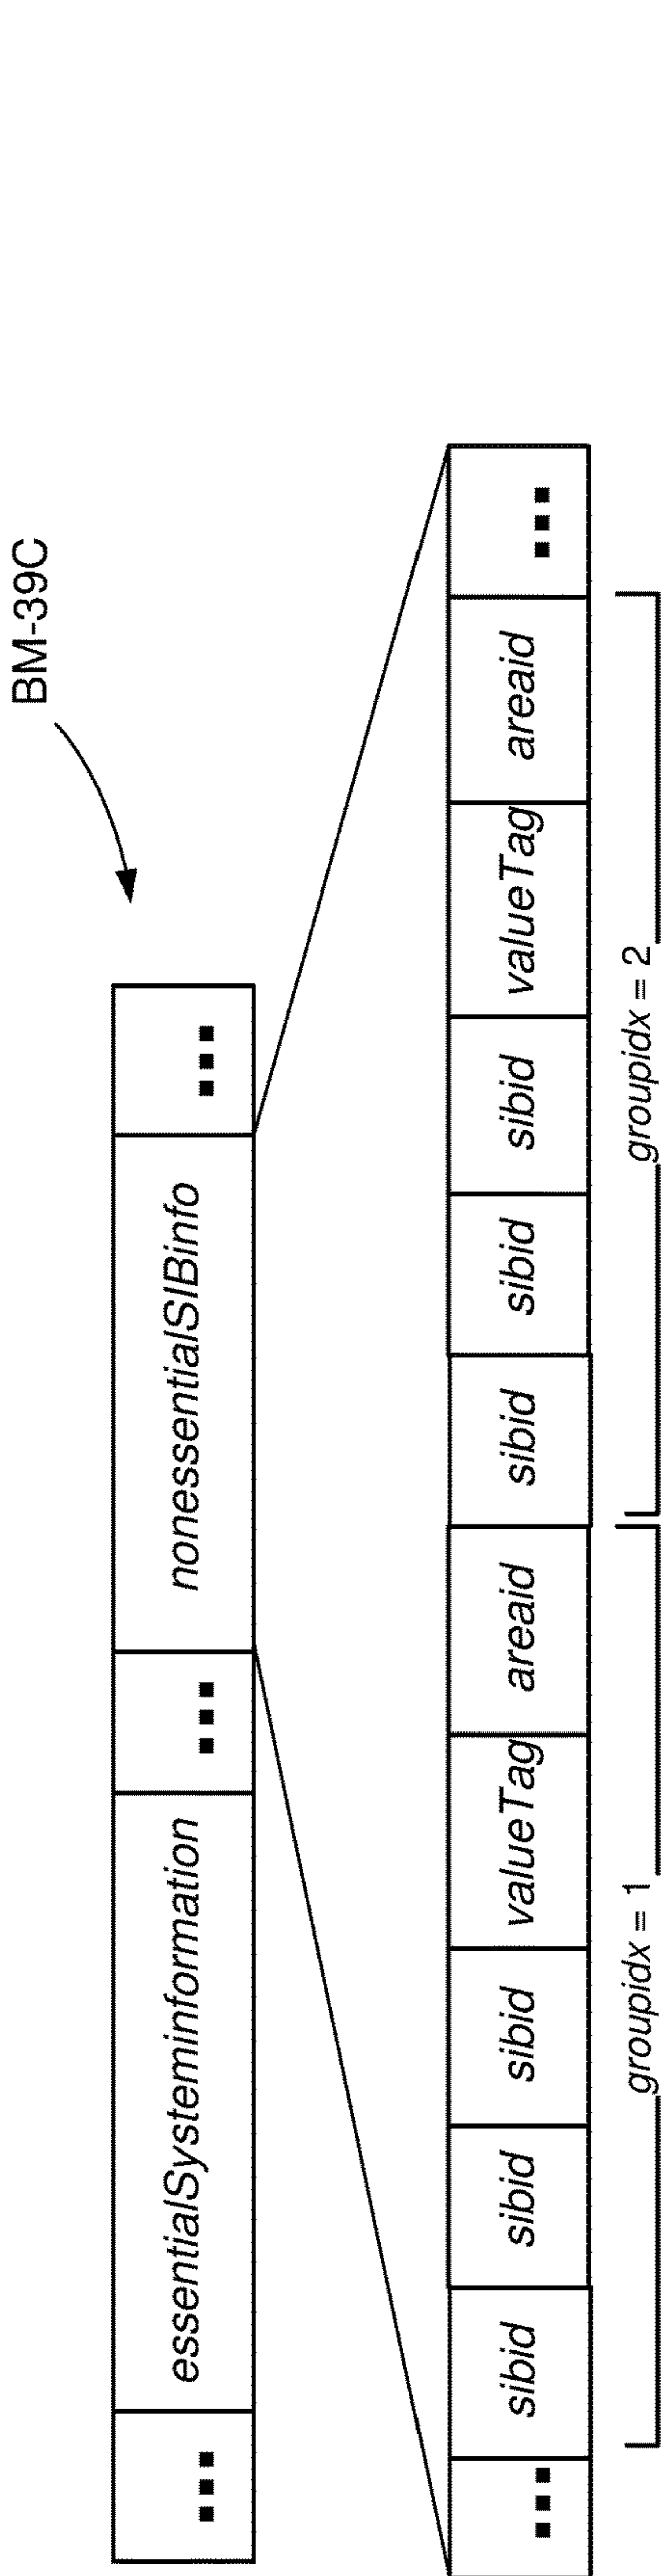 BM-39C
... essentialSysteminformation ... nonessentialSIBinfo ...
... sibid sibid sibid valueTag areaid sibid sibid sibid valueTag areaid ...
groupidx = 1 groupidx = 2